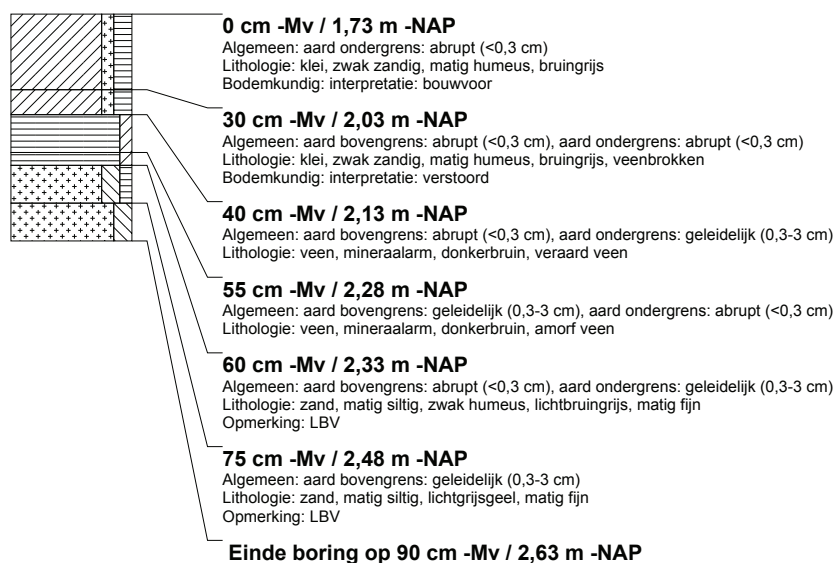 0 cm -Mv / 1,73 m -NAP
Algemeen: aard ondergrens: abrupt (<0,3 cm)
Lithologie: klei, zwak zandig, matig humeus, bruingrijs
Bodemkundig: interpretatie: bouwvoor
30 cm -Mv / 2,03 m -NAP
Algemeen: aard bovengrens: abrupt (<0,3 cm), aard ondergrens: abrupt (<0,3 cm)
Lithologie: klei, zwak zandig, matig humeus, bruingrijs, veenbrokken
Bodemkundig: interpretatie: verstoord
40 cm -Mv / 2,13 m -NAP
Algemeen: aard bovengrens: abrupt (<0,3 cm), aard ondergrens: geleidelijk (0,3-3 cm)
Lithologie: veen, mineraalarm, donkerbruin, veraard veen
55 cm -Mv / 2,28 m -NAP
Algemeen: aard bovengrens: geleidelijk (0,3-3 cm), aard ondergrens: abrupt (<0,3 cm)
Lithologie: veen, mineraalarm, donkerbruin, amorf veen
60 cm -Mv / 2,33 m -NAP
Algemeen: aard bovengrens: abrupt (<0,3 cm), aard ondergrens: geleidelijk (0,3-3 cm)
Lithologie: zand, matig siltig, zwak humeus, lichtbruingrijs, matig fijn
Opmerking: LBV
75 cm -Mv / 2,48 m -NAP
Algemeen: aard bovengrens: geleidelijk (0,3-3 cm)
Lithologie: zand, matig siltig, lichtgrijsgeel, matig fijn
Opmerking: LBV
Einde boring op 90 cm -Mv / 2,63 m -NAP